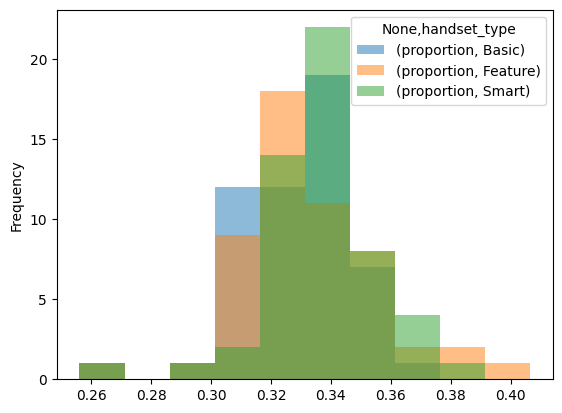 None,handset_type
(proportion, Basic)
(proportion, Feature)
(proportion, Smart)
Frequency
20
15
10
5
0
0.26 0.28 0.30 0.32 0.34 0.36 0.38 0.40